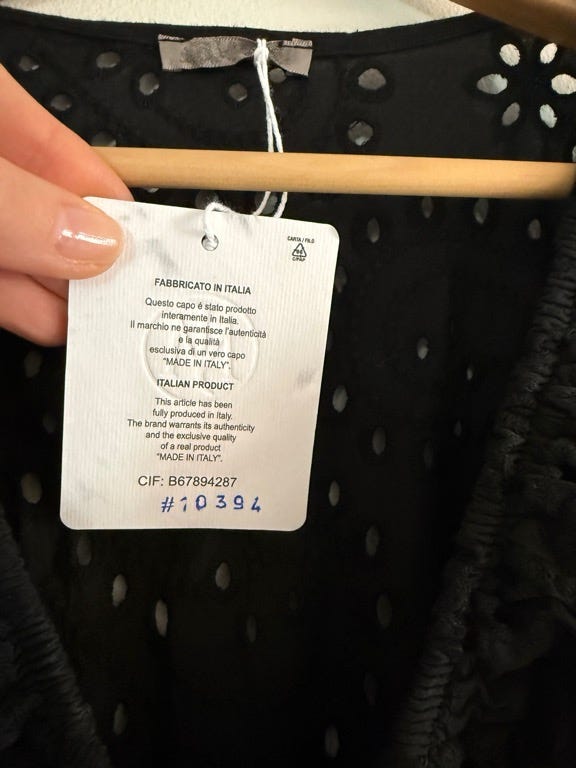 CARTA / FILO
C/PAP
FABBRICATO IN ITALIA
Questo capo é stato prodotto
interamente in Italia.
Il marchio ne garantisce l'autenticità
e la qualità
esclusiva di un vero capo
"MADE IN ITALY".
ITALIAN PRODUCT
This article has been
fully produced in Italy.
The brand warrants its authenticity
and the exclusive quality
of a real product
"MADE IN ITALY".
CIF: B67894287
#10394